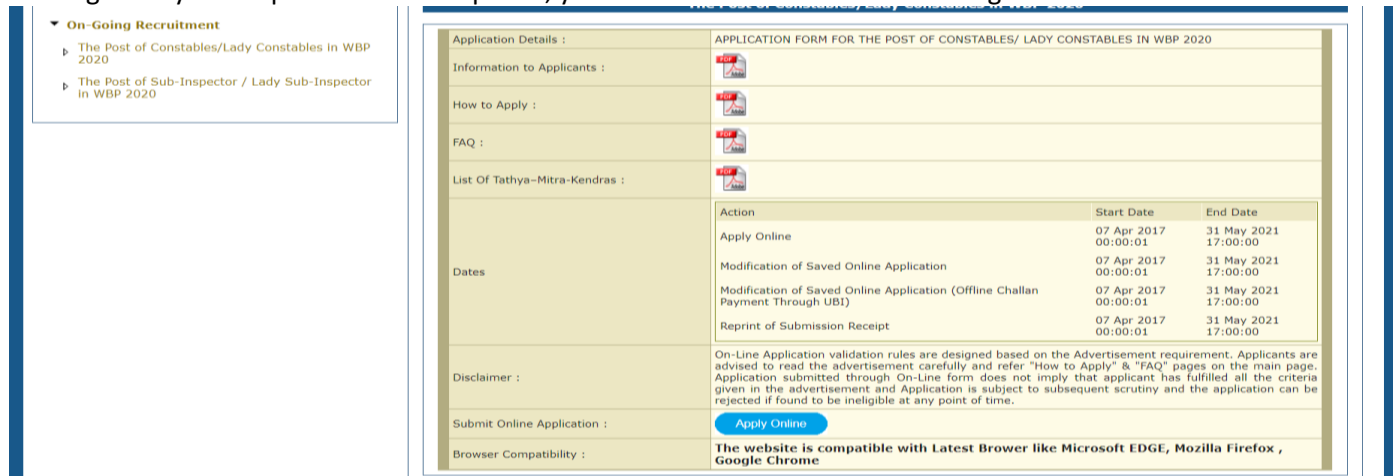 On-Going Recruitment
The Post of Constables/Lady Constables in WBP
2020
The Post of Sub-Inspector / Lady Sub-Inspector
in WBP 2020
Application Details :
APPLICATION FORM FOR THE POST OF CONSTABLES/ LADY CONSTABLES IN WBP 2020
Information to Applicants :
How to Apply :
FAQ :
List Of Tathya–Mitra-Kendras :
Dates
Action Start Date End Date
Apply Online 07 Apr 2017 00:00:01 31 May 2021 17:00:00
Modification of Saved Online Application 07 Apr 2017 00:00:01 31 May 2021 17:00:00
Modification of Saved Online Application (Offline Challan
Payment Through UBI) 07 Apr 2017 00:00:01 31 May 2021 17:00:00
Reprint of Submission Receipt 07 Apr 2017 00:00:01 31 May 2021 17:00:00
Disclaimer :
On-Line Application validation rules are designed based on the Advertisement requirement. Applicants are
advised to read the advertisement carefully and refer "How to Apply" & "FAQ" pages on the main page.
Application submitted through On-Line form does not imply that applicant has fulfilled all the criteria
given in the advertisement and Application is subject to subsequent scrutiny and the application can be
rejected if found to be ineligible at any point of time.
Submit Online Application :
Apply Online
Browser Compatibility :
The website is compatible with Latest Brower like Microsoft EDGE, Mozilla Firefox ,
Google Chrome